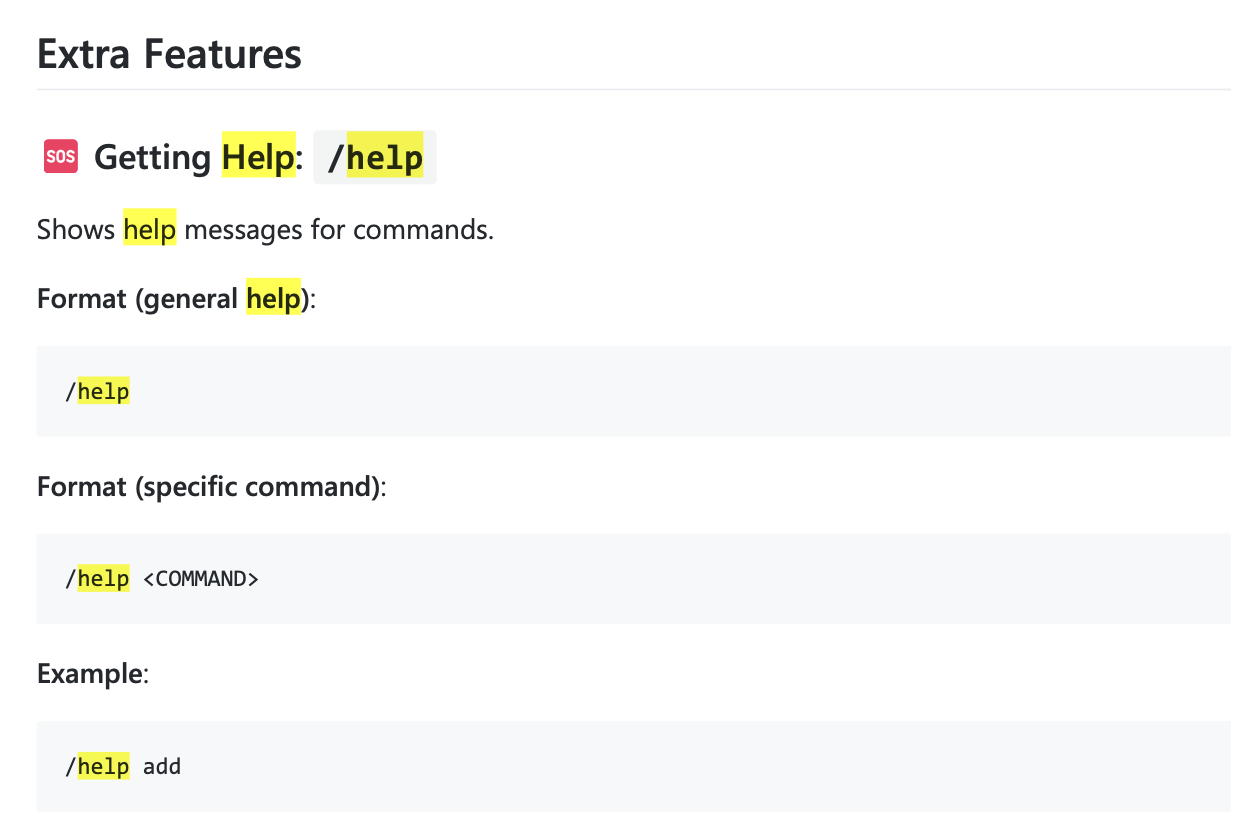 Extra Features
SOS Getting Help: /help
Shows help messages for commands.
Format (general help):
/help
Format (specific command):
/help <COMMAND>
Example:
/help add